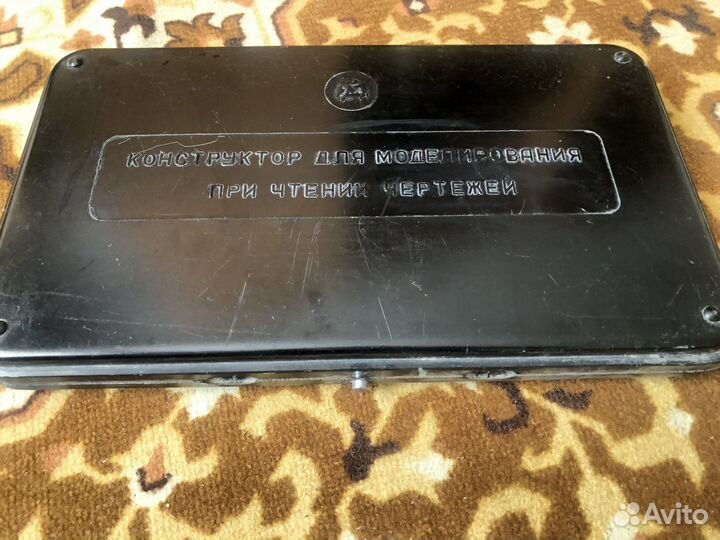 КОНСТРУКТОР ДЛЯ МОДЕЛИРОВАНИЯ
ПРИ ЧТЕНИИ ЧЕРТЕЖЕЙ
Avito